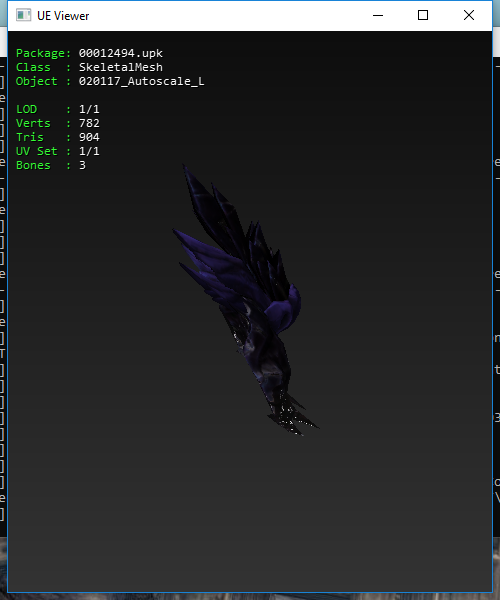 UE Viewer
Package: 00012494.upk
Class : SkeletalMesh
Object : 020117_Autoscale_L
LOD : 1/1
Verts : 782
Tris : 904
UV Set : 1/1
Bones : 3